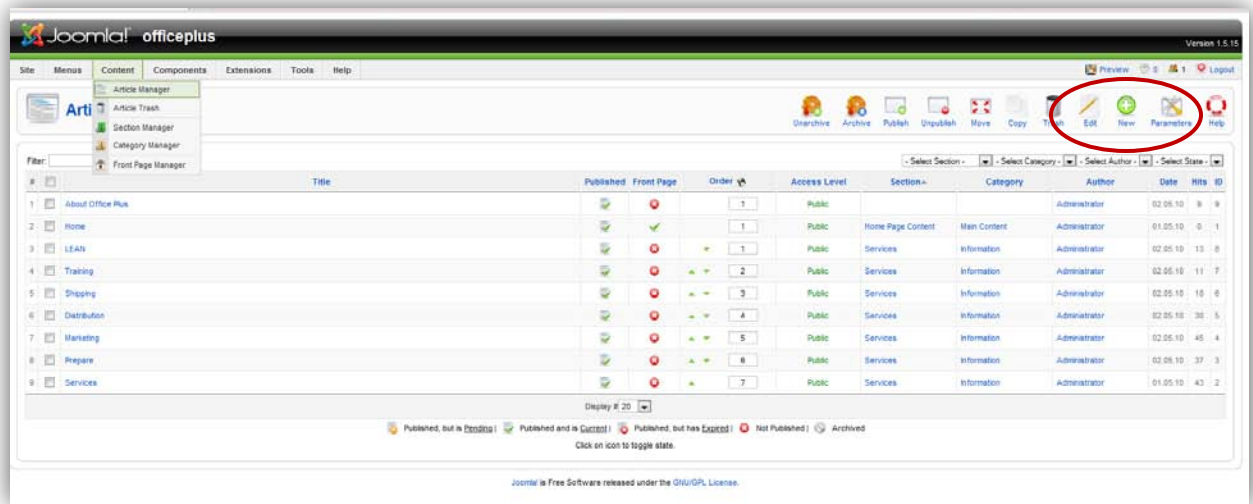 Joomla! officeplus
Version 1.5.15
Site Menus Content Components Extensions Tools Help Preview 0 1 Logout
Article Manager
Article Trash
Section Manager
Category Manager
Front Page Manager
Arti
Unarchive Archive Publish Unpublish Move Copy Trash Edit New Parameters Help
Filter: - Select Section - - Select Category - - Select Author - - Select State -
# Title Published Front Page Order Access Level Section Category Author Date Hits ID
1 About Office Plus 1 Public Administrator 02.05.10 9
2 Home 1 Public Home Page Content Main Content Administrator 01.05.10 0 1
3 LEAN 1 Public Services Information Administrator 02.05.10 13 8
4 Training 2 Public Services Information Administrator 02.05.10 11 7
5 Shipping 3 Public Services Information Administrator 02.05.10 6
6 Distribution 4 Public Services Information Administrator 02.05.10 5
7 Marketing 5 Public Services Information Administrator 02.05.10 4
8 Prepare 6 Public Services Information Administrator 02.05.10 37 3
9 Services 7 Public Services Information Administrator 01.05.10 43 2
Display # 20
Published, but is Pending | Published and is Current | Published, but has Expired | Not Published | Archived
Click on icon to toggle state.
Joomla! is Free Software released under the GNU/GPL License.